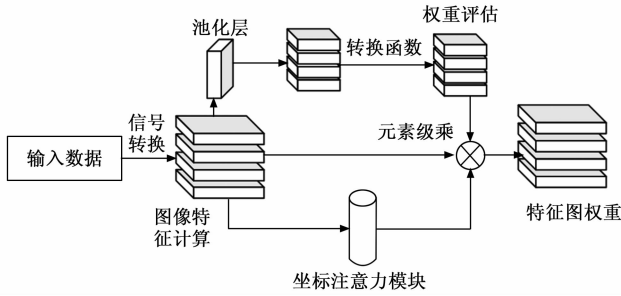 池化层
转换函数
权重评估
信号
转换
输入数据
元素级乘
图像特
征计算
特征图权重
坐标注意力模块